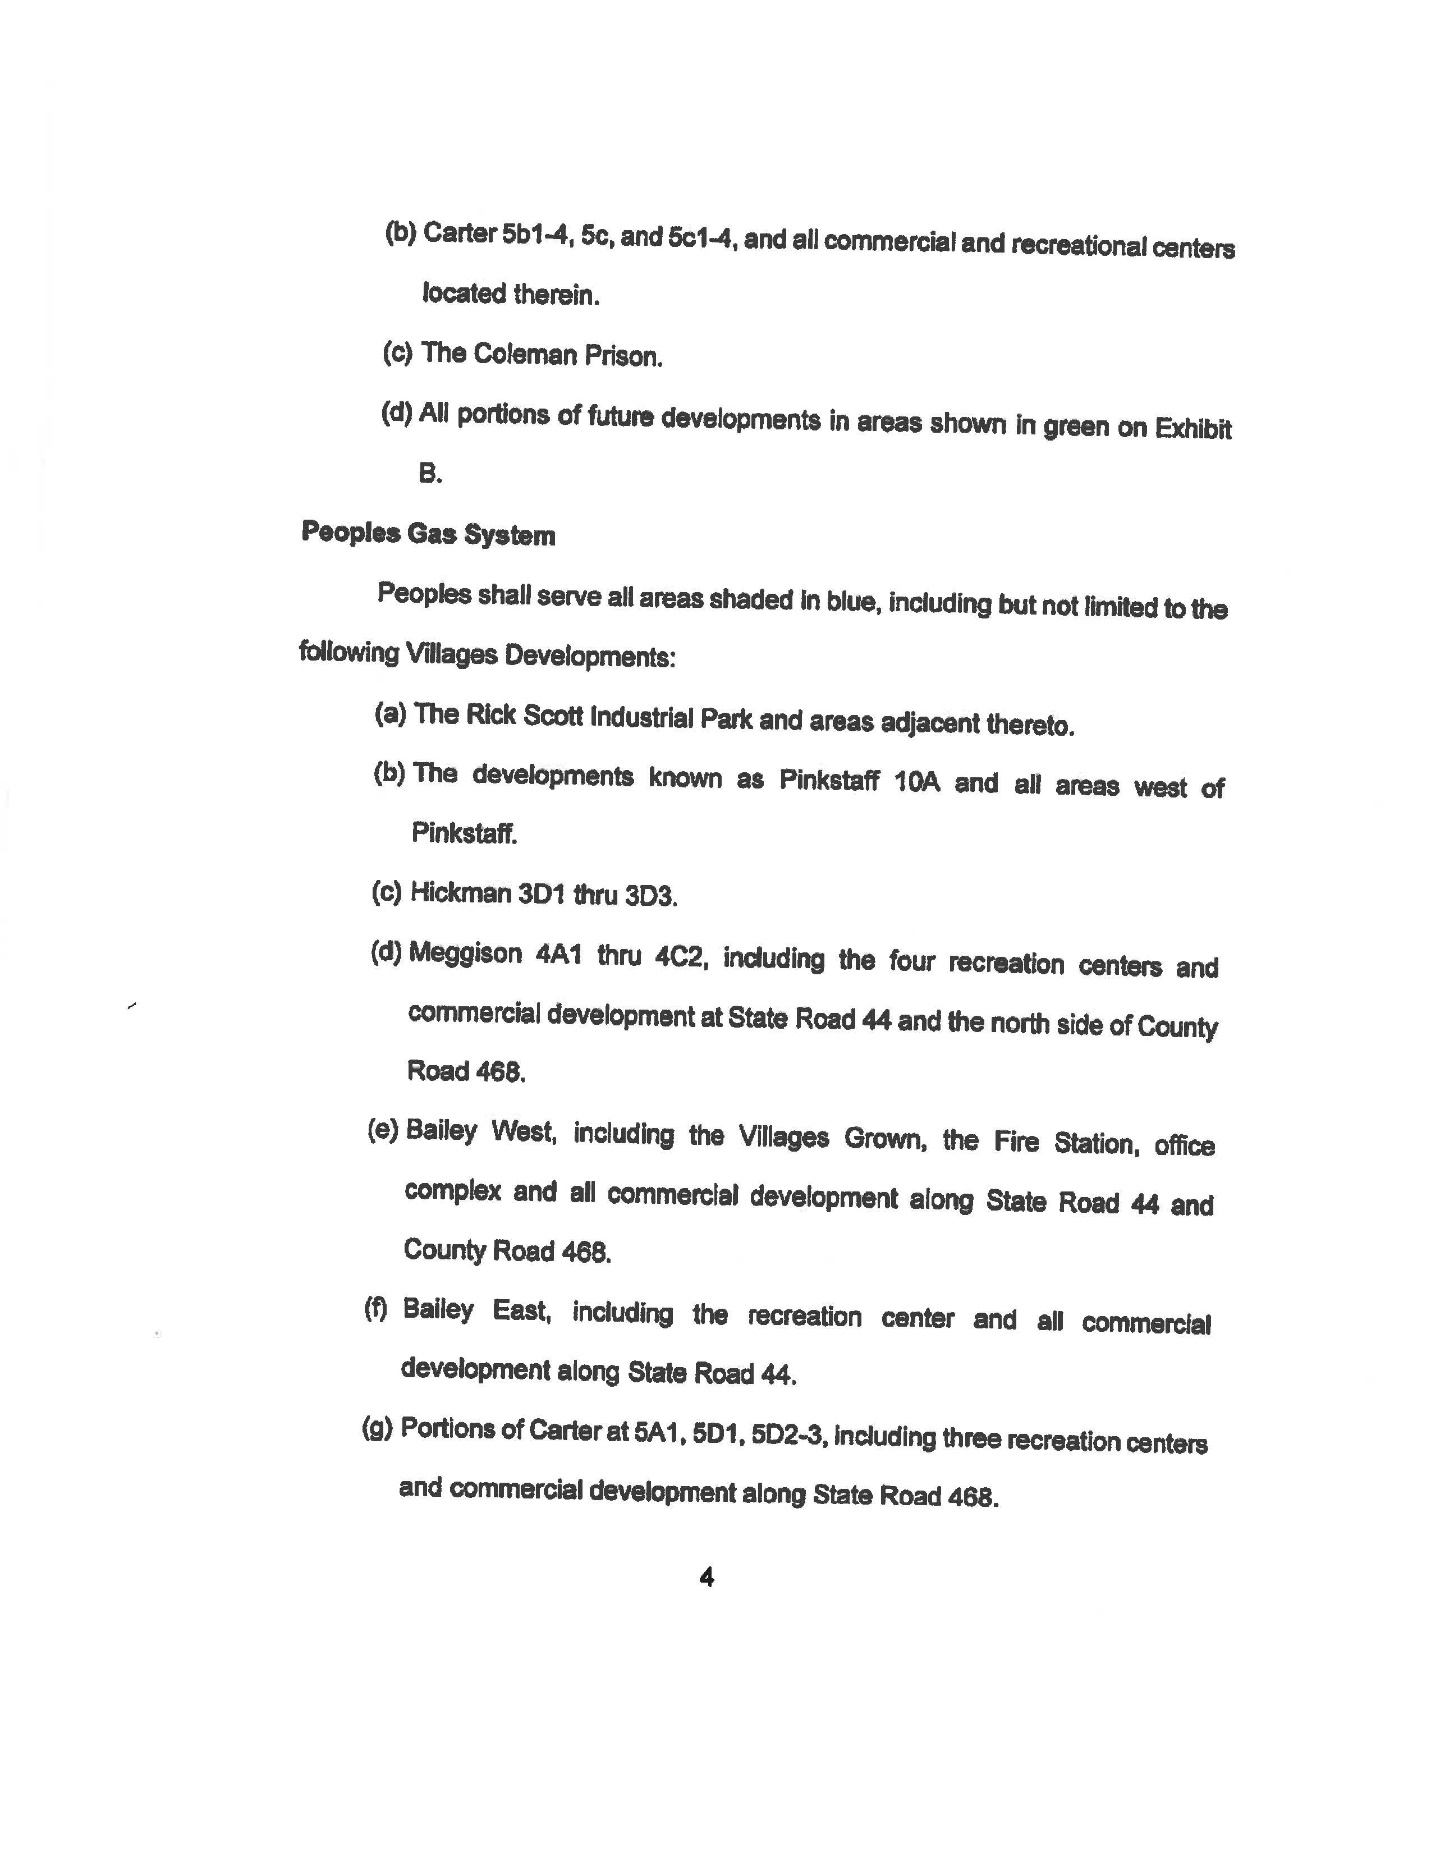 (b) Carter 5b1-4, 5c, and 5c1-4, and all commercial and recreational centers
located therein.
(c) The Coleman Prison.
(d) All portions of future developments in areas shown in green on Exhibit
B.
Peoples Gas System
Peoples shall serve all areas shaded in blue, including but not limited to the
following Villages Developments:
(a) The Rick Scott Industrial Park and areas adjacent thereto.
(b) The developments known as Pinkstaff 10A and all areas west of
Pinkstaff.
(c) Hickman 3D1 thru 3D3.
(d) Meggison 4A1 thru 4C2, including the four recreation centers and
commercial development at State Road 44 and the north side of County
Road 468.
(e) Bailey West, including the Villages Grown, the Fire Station, office
complex and all commercial development along State Road 44 and
County Road 468.
(f) Bailey East, including the recreation center and all commercial
development along State Road 44.
(g) Portions of Carter at 5A1, 5D1, 5D2-3, including three recreation centers
and commercial development along State Road 468.
4